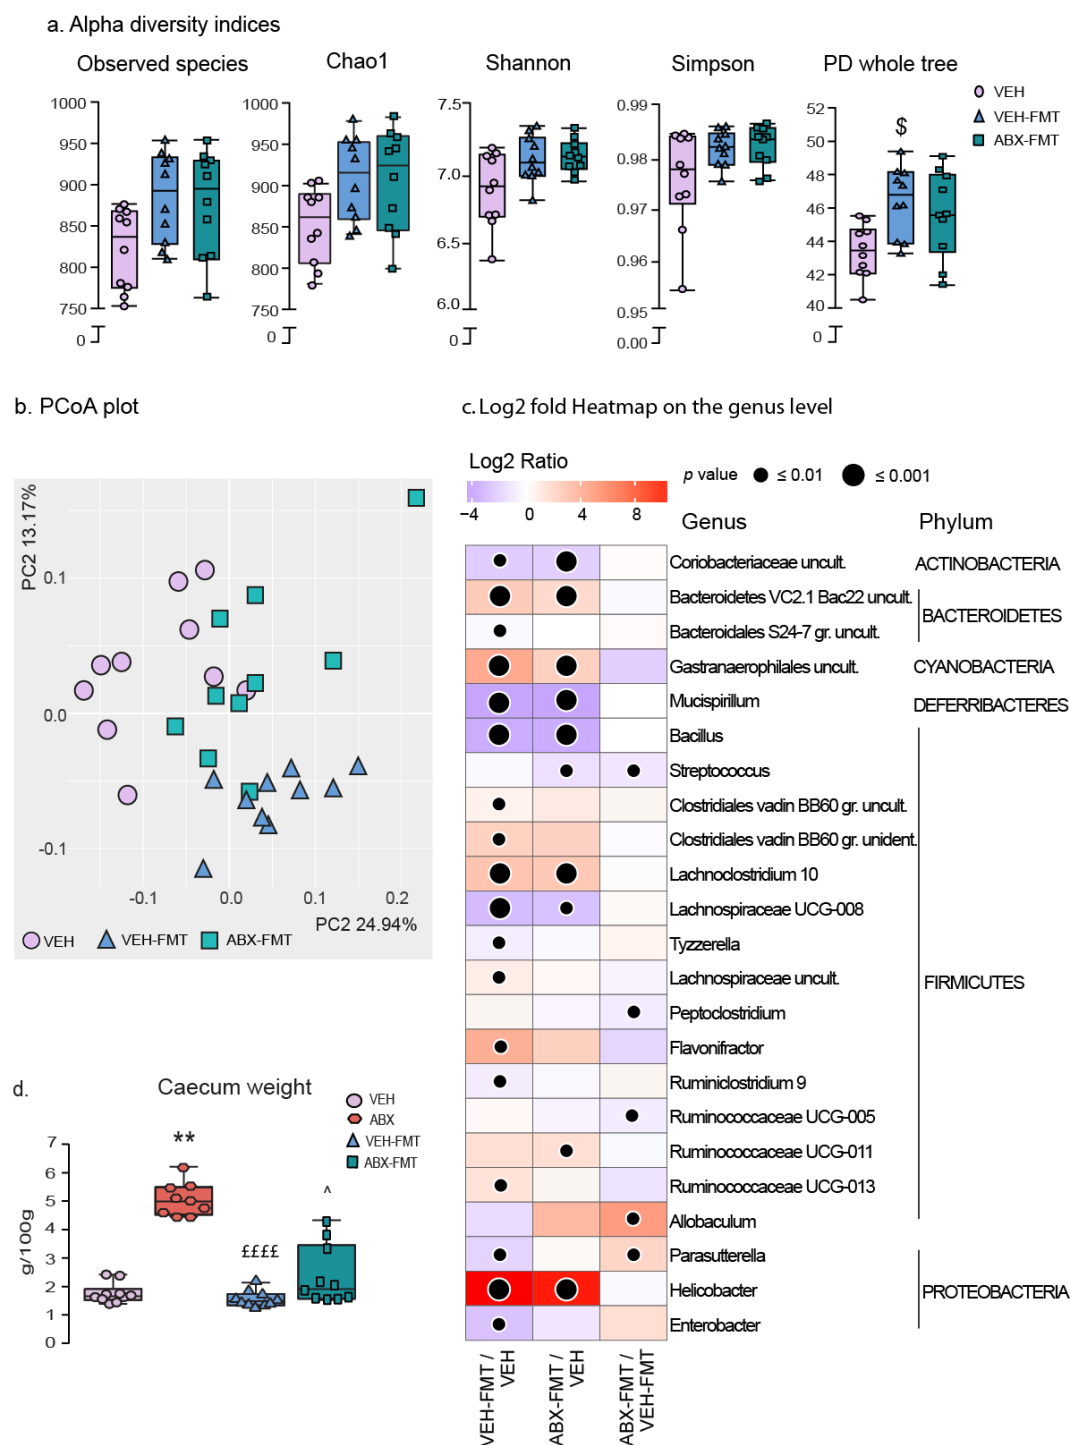 a. Alpha diversity indices
Observed species
Chao1
Shannon
Simpson
PD whole tree
VEH
VEH-FMT
ABX-FMT
1000
950
900
850
800
750
0
1000
950
900
850
800
750
0
7.5
7.0
6.5
6.0
0
0.99
0.98
0.97
0.96
0.95
0.00
52
50
48
46
44
42
40
0
$
b. PCoA plot
PC2 13.17%
0.1
0.0
-0.1
-0.1
0.0
0.1
0.2
PC2 24.94%
VEH
VEH-FMT
ABX-FMT
c. Log2 fold Heatmap on the genus level
Log2 Ratio
−4
0
4
8
p value
≤ 0.01
≤ 0.001
Genus
Phylum
Coriobacteriaceae uncult.
Bacteroidetes VC2.1 Bac22 uncult.
Bacteroidales S24-7 gr. uncult.
Gastranaerophilales uncult.
Mucispirillum
Bacillus
Streptococcus
Clostridiales vadin BB60 gr. uncult.
Clostridiales vadin BB60 gr. unident.
Lachnoclostridium 10
Lachnospiraceae UCG-008
Tyzzerella
Lachnospiraceae uncult.
Peptoclostridium
Flavonifractor
Ruminiclostridium 9
Ruminococcaceae UCG-005
Ruminococcaceae UCG-011
Ruminococcaceae UCG-013
Allobaculum
Parasutterella
Helicobacter
Enterobacter
ACTINOBACTERIA
BACTEROIDETES
CYANOBACTERIA
DEFERRIBACTERES
FIRMICUTES
PROTEOBACTERIA
VEH-FMT /
VEH
ABX-FMT /
VEH
ABX-FMT /
VEH-FMT
d.
Caecum weight
VEH
ABX
VEH-FMT
ABX-FMT
g/100g
7
6
5
4
3
2
1
0
**
££££
^